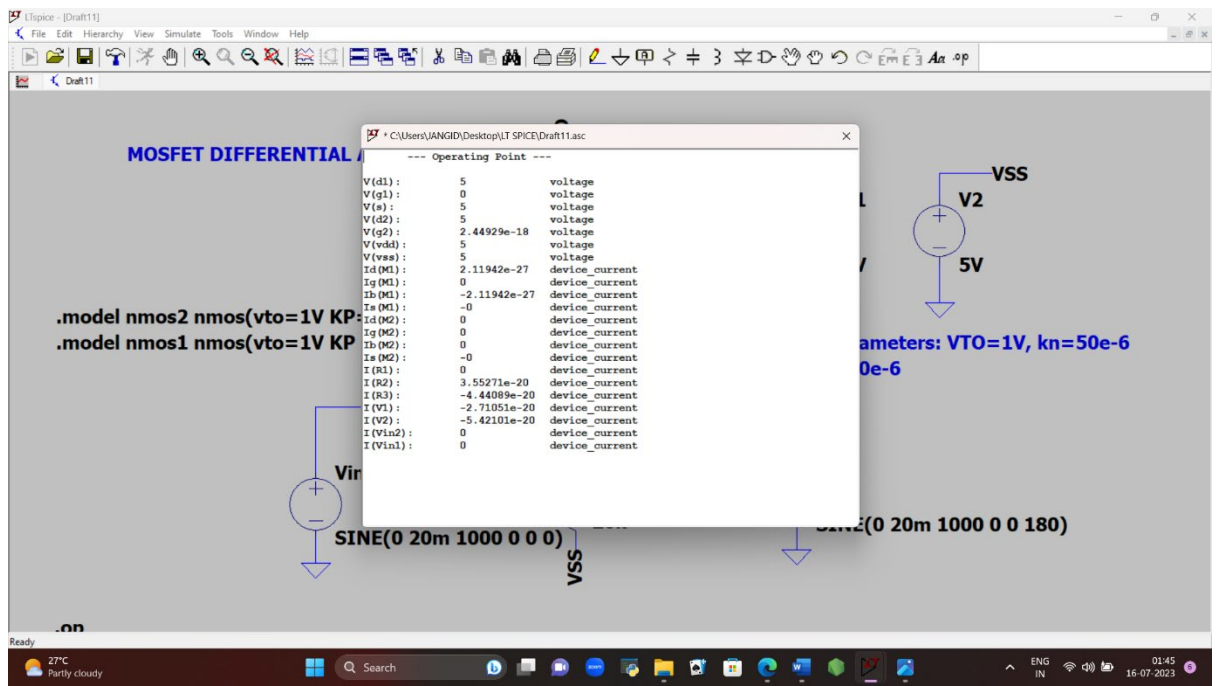 LTspice - [Draft11]
File Edit Hierarchy View Simulate Tools Window Help
Aa .op
Draft11
MOSFET DIFFERENTIAL
* C:\Users\JANGID\Desktop\LT SPICE\Draft11.asc
--- Operating Point ---
V(d1): 5 voltage
V(g1): 0 voltage
V(s): 5 voltage
V(d2): 5 voltage
V(g2): 2.44929e-18 voltage
V(vdd): 5 voltage
V(vss): 5 voltage
Id(M1): 2.11942e-27 device_current
Ig(M1): 0 device_current
Ib(M1): -2.11942e-27 device_current
Is(M1): -0 device_current
Id(M2): 0 device_current
Ig(M2): 0 device_current
Ib(M2): 0 device_current
Is(M2): -0 device_current
I(R1): 0 device_current
I(R2): 3.55271e-20 device_current
I(R3): -4.44089e-20 device_current
I(V1): -2.71051e-20 device_current
I(V2): -5.42101e-20 device_current
I(Vin2): 0 device_current
I(Vin1): 0 device_current
VSS
V2
5V
.model nmos2 nmos(vto=1V KP=
.model nmos1 nmos(vto=1V KP
ameters: VTO=1V, kn=50e-6
0e-6
Vin
SINE(0 20m 1000 0 0 0)
VSS
(0 20m 1000 0 0 180)
.op
Ready
27°C
Partly cloudy
Search
ENG
IN
01:45
16-07-2023
6